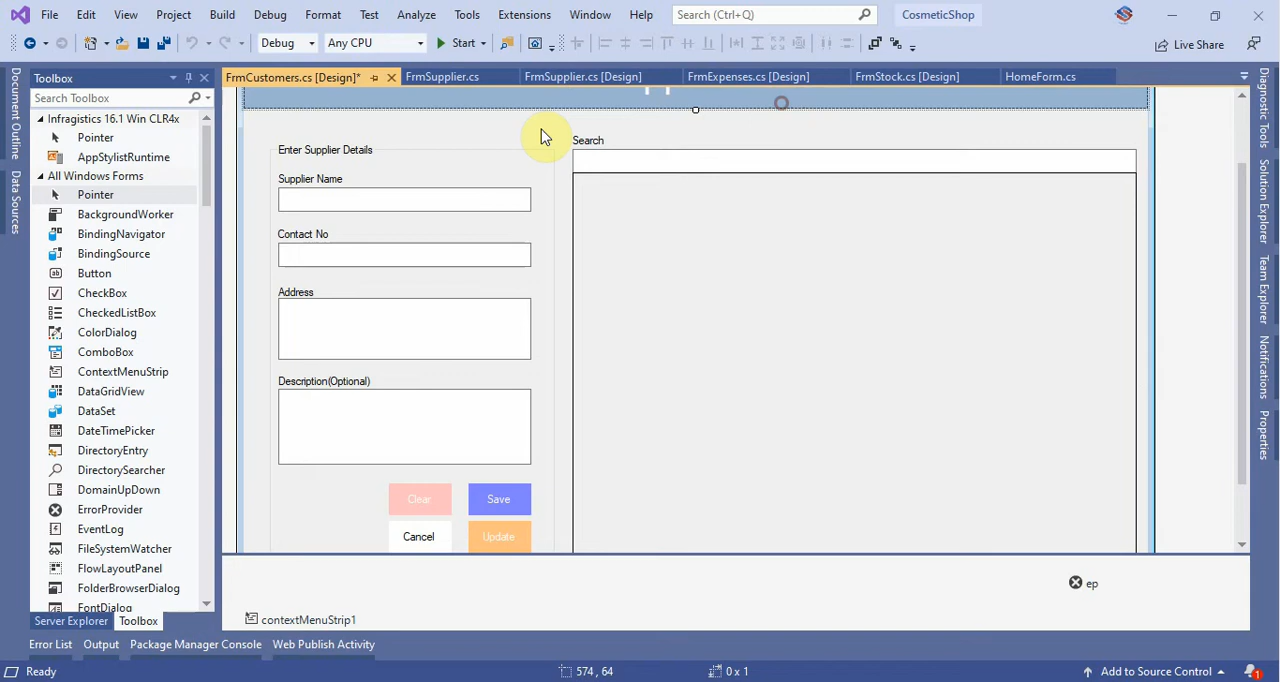 File Edit View Project Build Debug Format Test Analyze Tools Extensions Window Help Search (Ctrl+Q) CosmeticShop
Debug Any CPU Start Live Share
Document Outline
Data Sources
Toolbox
Search Toolbox
Infragistics 16.1 Win CLR4x
Pointer
AppStylistRuntime
All Windows Forms
Pointer
BackgroundWorker
BindingNavigator
BindingSource
Button
CheckBox
CheckedListBox
ColorDialog
ComboBox
ContextMenuStrip
DataGridView
DataSet
DateTimePicker
DirectoryEntry
DirectorySearcher
DomainUpDown
ErrorProvider
EventLog
FileSystemWatcher
FlowLayoutPanel
FolderBrowserDialog
FontDialog
Server Explorer Toolbox
FrmCustomers.cs [Design]* FrmSupplier.cs FrmSupplier.cs [Design] FrmExpenses.cs [Design] FrmStock.cs [Design] HomeForm.cs
Enter Supplier Details
Supplier Name
Contact No
Address
Description(Optional)
Clear Save
Cancel Update
Search
ep
contextMenuStrip1
Diagnostic Tools
Solution Explorer
Team Explorer
Notifications
Properties
Error List Output Package Manager Console Web Publish Activity
Ready 574 , 64 0 x 1 Add to Source Control 1